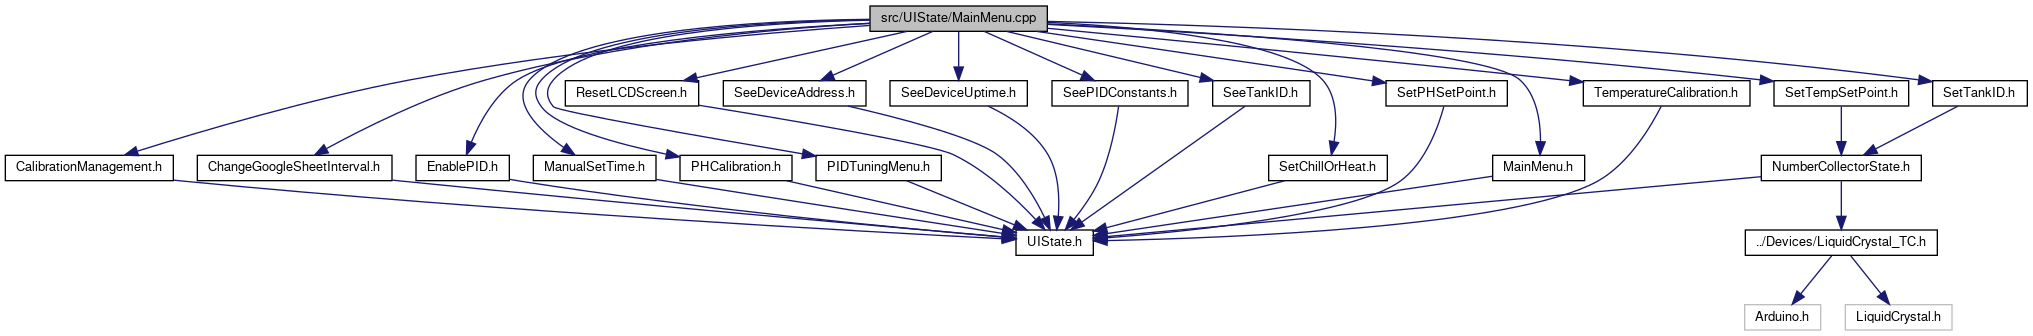 src/UIState/MainMenu.cpp
ResetLCDScreen.h
SeeDeviceAddress.h
SeeDeviceUptime.h
SeePIDConstants.h
SeeTankID.h
SetPHSetPoint.h
TemperatureCalibration.h
SetTempSetPoint.h
SetTankID.h
CalibrationManagement.h
ChangeGoogleSheetInterval.h
EnablePID.h
ManualSetTime.h
PHCalibration.h
PIDTuningMenu.h
SetChillOrHeat.h
MainMenu.h
NumberCollectorState.h
UIState.h
../Devices/LiquidCrystal_TC.h
Arduino.h
LiquidCrystal.h